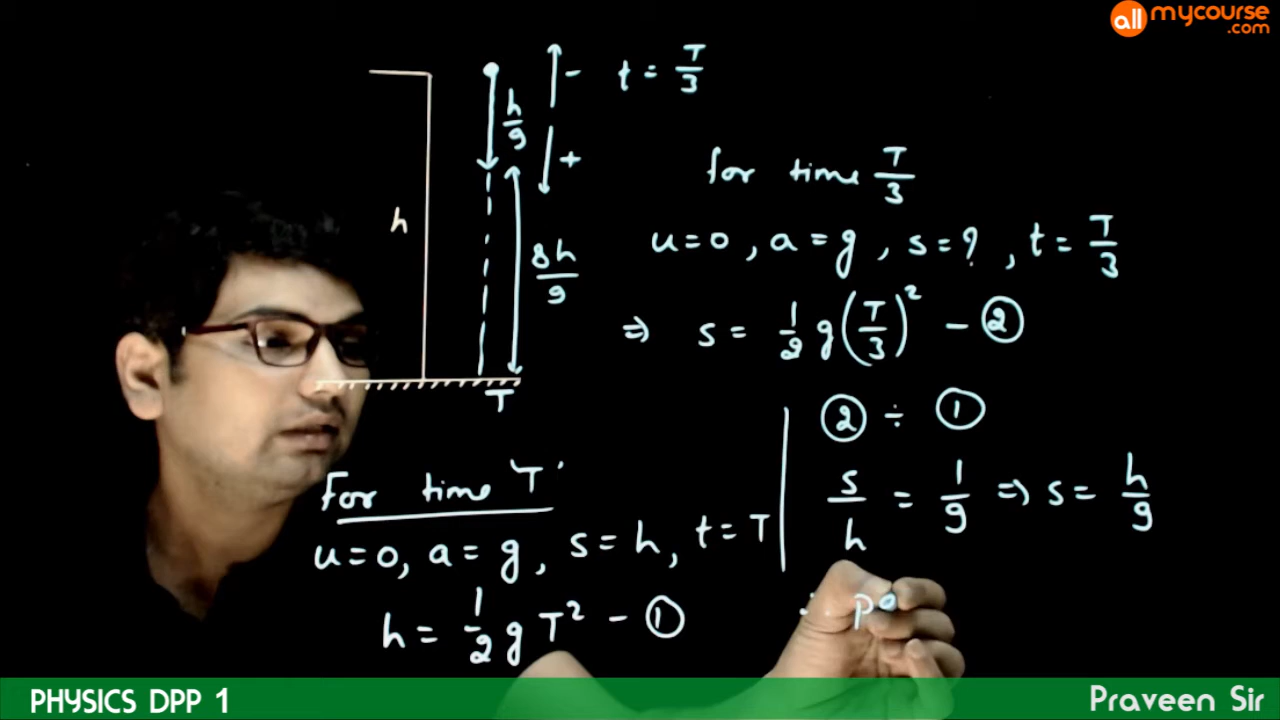 allmycourse
.com
t = T/3
h/9
-
+
for time T/3
h
8h/9
u=0, a=g, s=?, t=T/3
⇒ s = 1/2 g(T/3)² - ②
T
② ÷ ①
s/h = 1/9 ⇒ s = h/9
For time 'T'
u=0, a=g, s=h, t=T
h = 1/2 g T² - ①
∴ po
PHYSICS DPP 1
Praveen Sir